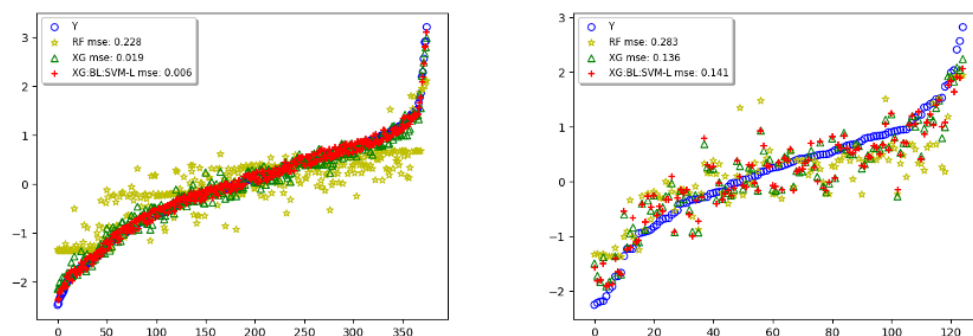 Y
RF mse: 0.228
XG mse: 0.019
XG:BL:SVM-L mse: 0.006
3
2
1
0
−1
−2
0 50 100 150 200 250 300 350
Y
RF mse: 0.283
XG mse: 0.136
XG:BL:SVM-L mse: 0.141
3
2
1
0
−1
−2
0 20 40 60 80 100 120